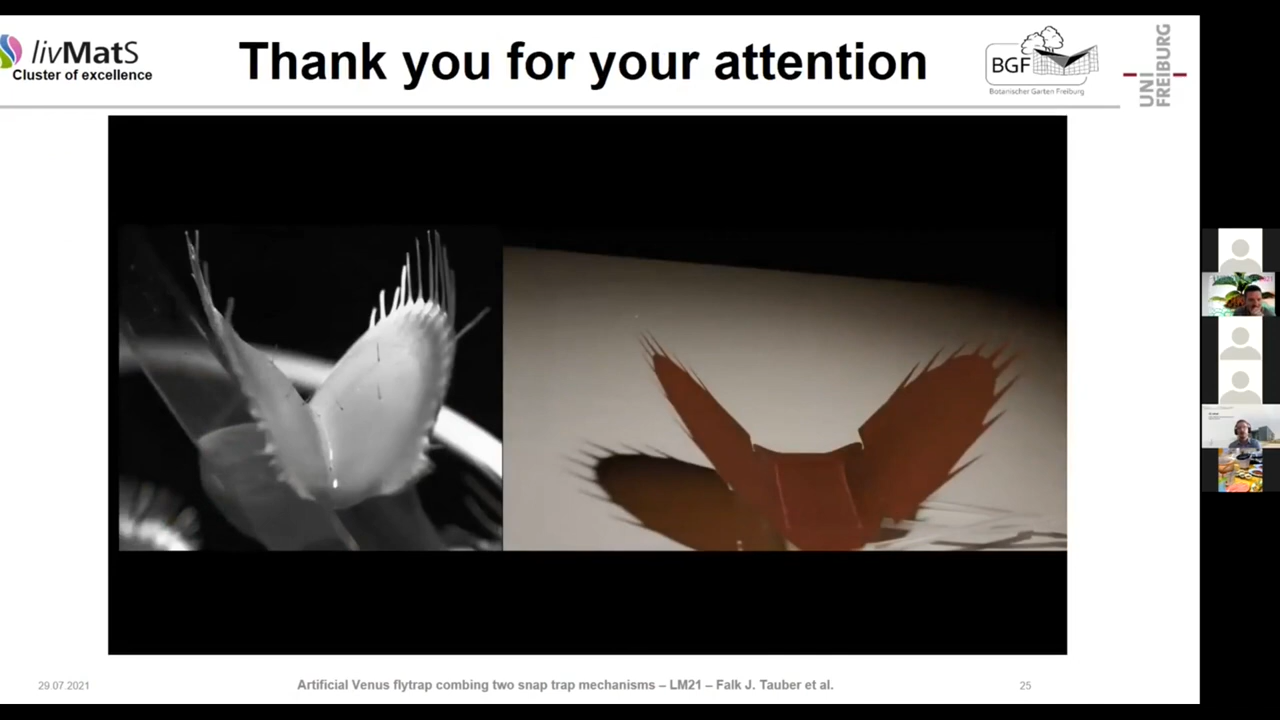 livMatS
Cluster of excellence
Thank you for your attention
BGF
Botanischer Garten Freiburg
UNI
FREIBURG
29.07.2021
Artificial Venus flytrap combing two snap trap mechanisms – LM21 – Falk J. Tauber et al.
25